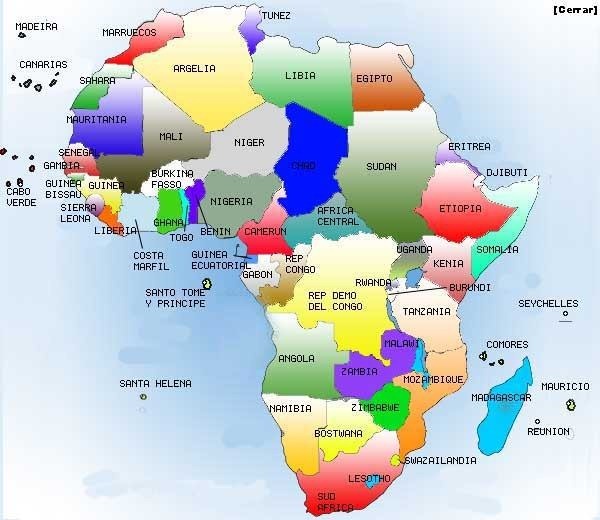 [Cerrar]
TUNEZ
MADEIRA
MARRUECOS
CANARIAS
ARGELIA
LIBIA
EGIPTO
SAHARA
MAURITANIA
MALI
NIGER
CHAD
SUDAN
ERITREA
SENEGAL
GAMBIA
DJIBUTI
CABO
VERDE
GUINEA
BISSAU
GUINEA
BURKINA
FASSO
NIGERIA
ETIOPIA
SIERRA
LEONA
LIBERIA
GHANA
TOGO
BENIN
CAMERUN
AFRICA
CENTRAL
SOMALIA
COSTA
MARFIL
GUINEA
ECUATORIAL
GABON
REP
CONGO
UGANDA
KENIA
RWANDA
BURUNDI
SANTO TOME
Y PRINCIPE
REP DEMO
DEL CONGO
TANZANIA
SEYCHELLES
ANGOLA
MALAWI
COMORES
ZAMBIA
MOZAMBIQUE
SANTA HELENA
MADAGASCAR
MAURICIO
NAMIBIA
ZIMBABWE
BOSTWANA
REUNION
SWAZAILANDIA
LESOTHO
SUD
AFRICA